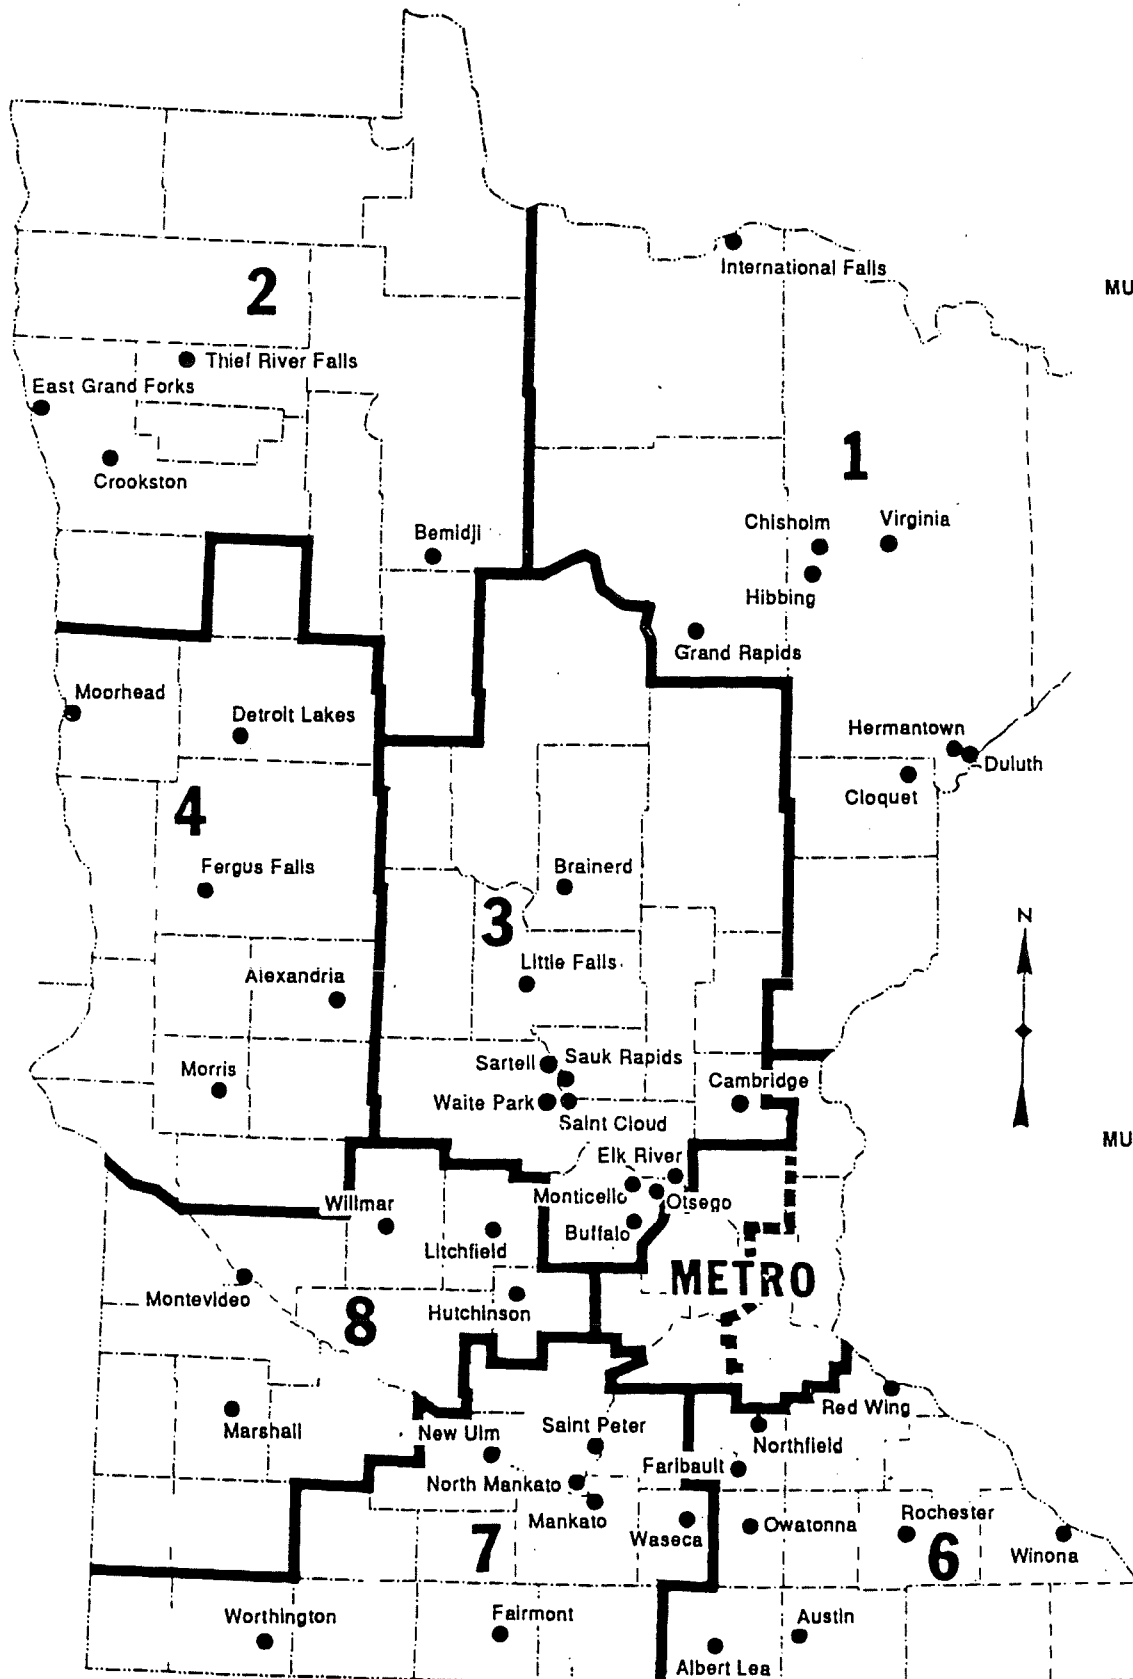 International Falls
MU
2
Thief River Falls
East Grand Forks
Crookston
1
Chisholm
Virginia
Bemidji
Hibbing
Grand Rapids
Moorhead
Detroit Lakes
Hermantown
Duluth
Cloquet
4
Fergus Falls
Brainerd
3
N
Little Falls
Alexandria
Sartell
Sauk Rapids
Morris
Cambridge
Waite Park
Saint Cloud
MU
Elk River
Monticello
Otsego
Willmar
Buffalo
Litchfield
METRO
Montevideo
Hutchinson
8
Red Wing
Marshall
New Ulm
Saint Peter
Northfield
Faribault
North Mankato
Mankato
Waseca
Owatonna
Rochester
7
6
Winona
Worthington
Fairmont
Austin
Albert Lea